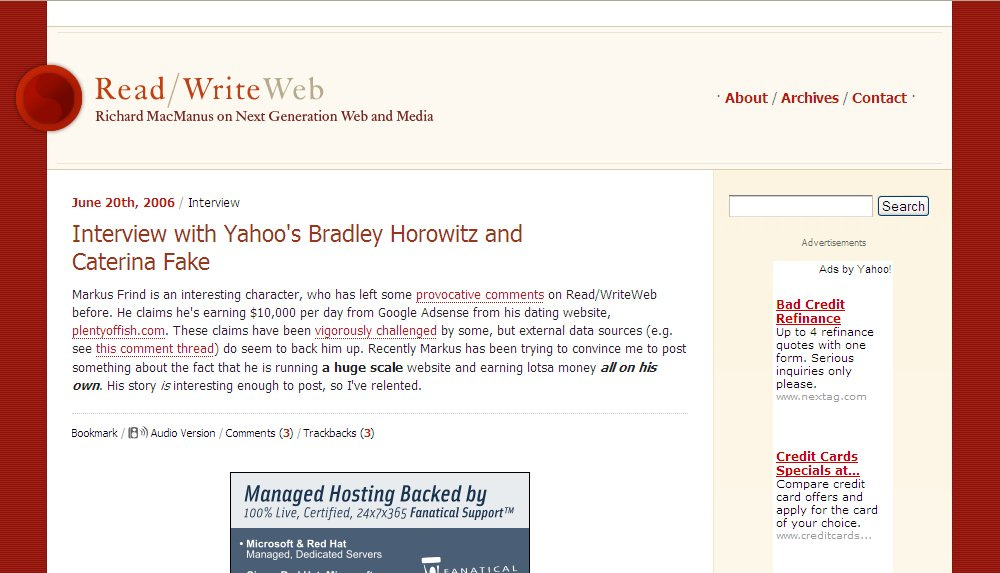 Read/WriteWeb
Richard MacManus on Next Generation Web and Media
· About / Archives / Contact ·
June 20th, 2006 / Interview
Interview with Yahoo's Bradley Horowitz and
Caterina Fake
Markus Frind is an interesting character, who has left some provocative comments on Read/WriteWeb
before. He claims he's earning $10,000 per day from Google Adsense from his dating website,
plentyoffish.com. These claims have been vigorously challenged by some, but external data sources (e.g.
see this comment thread) do seem to back him up. Recently Markus has been trying to convince me to post
something about the fact that he is running a huge scale website and earning lotsa money all on his
own. His story is interesting enough to post, so I've relented.
Bookmark / Audio Version / Comments (3) / Trackbacks (3)
Managed Hosting Backed by
100% Live, Certified, 24x7x365 Fanatical Support™
• Microsoft & Red Hat
Managed, Dedicated Servers
FANATICAL
Search
Advertisements
Ads by Yahoo!
Bad Credit
Refinance
Up to 4 refinance
quotes with one
form. Serious
inquiries only
please.
www.nextag.com
Credit Cards
Specials at...
Compare credit
card offers and
apply for the card
of your choice.
www.creditcards...